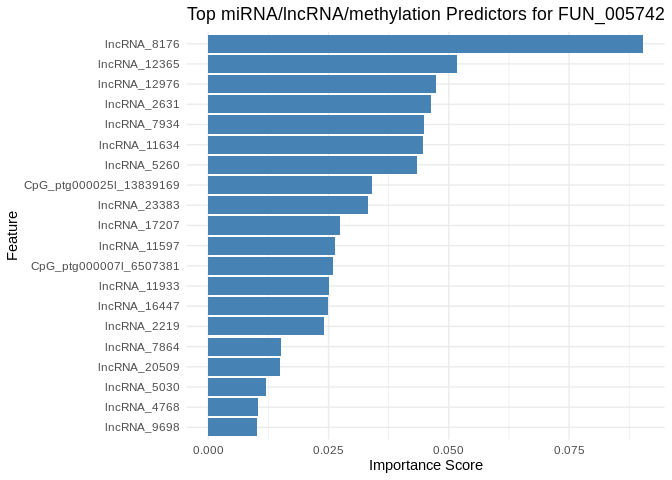 Top miRNA/lncRNA/methylation Predictors for FUN_005742
Feature
lncRNA_8176
lncRNA_12365
lncRNA_12976
lncRNA_2631
lncRNA_7934
lncRNA_11634
lncRNA_5260
CpG_ptg000025l_13839169
lncRNA_23383
lncRNA_17207
lncRNA_11597
CpG_ptg000007l_6507381
lncRNA_11933
lncRNA_16447
lncRNA_2219
lncRNA_7864
lncRNA_20509
lncRNA_5030
lncRNA_4768
lncRNA_9698
0.000 0.025 0.050 0.075
Importance Score